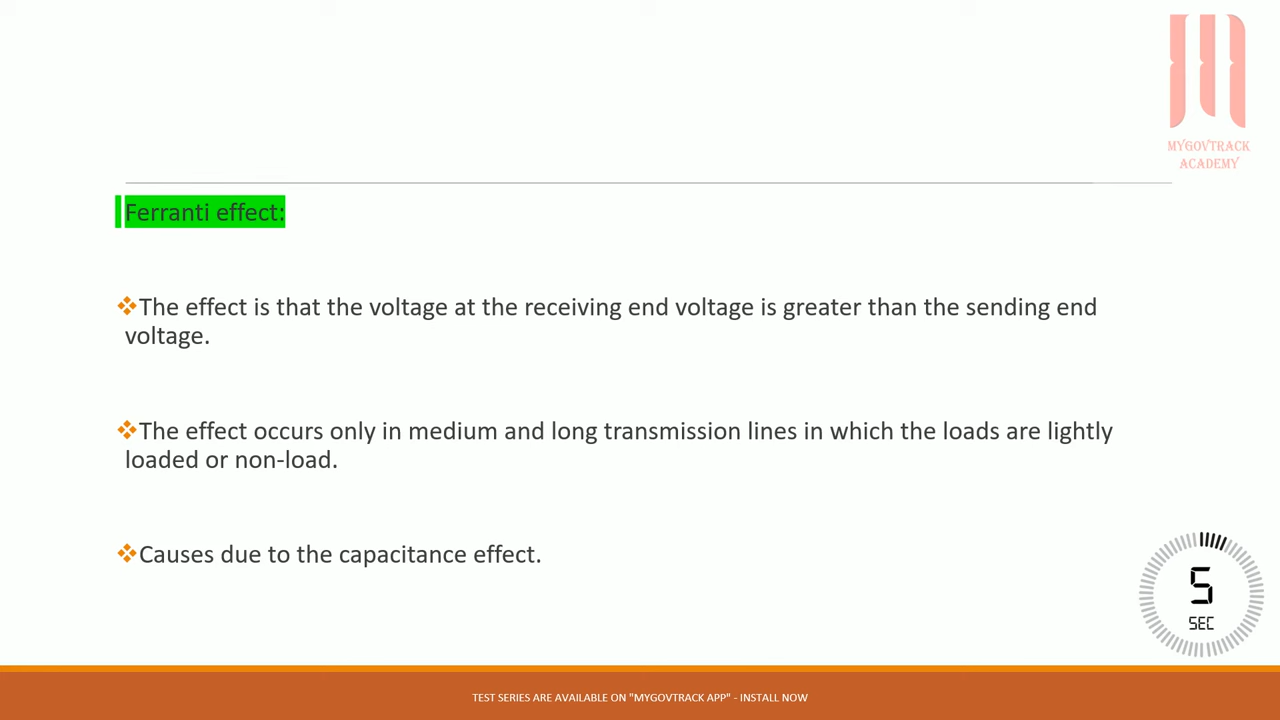 MYGOVTRACK
ACADEMY
Ferranti effect:
❖The effect is that the voltage at the receiving end voltage is greater than the sending end
voltage.
❖The effect occurs only in medium and long transmission lines in which the loads are lightly
loaded or non-load.
❖Causes due to the capacitance effect.
5
SEC
TEST SERIES ARE AVAILABLE ON "MYGOVTRACK APP" - INSTALL NOW